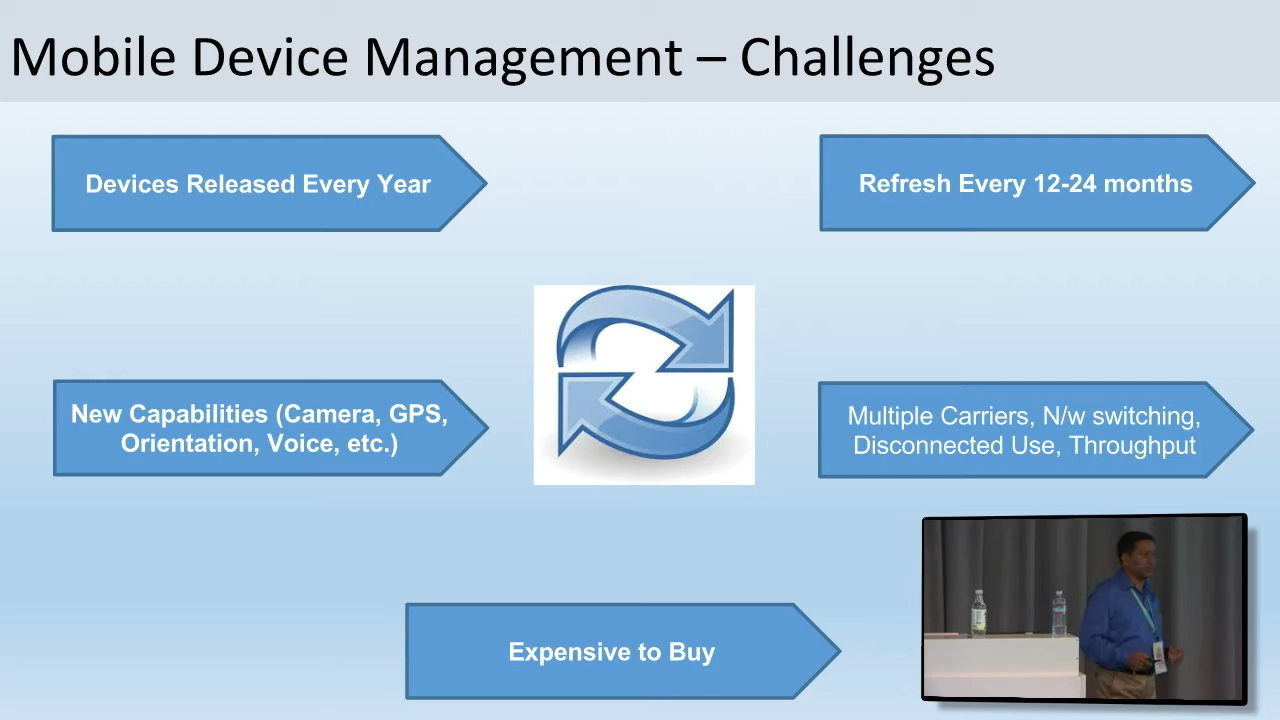 Mobile Device Management – Challenges
Devices Released Every Year
Refresh Every 12-24 months
New Capabilities (Camera, GPS,
Orientation, Voice, etc.)
Multiple Carriers, N/w switching,
Disconnected Use, Throughput
Expensive to Buy